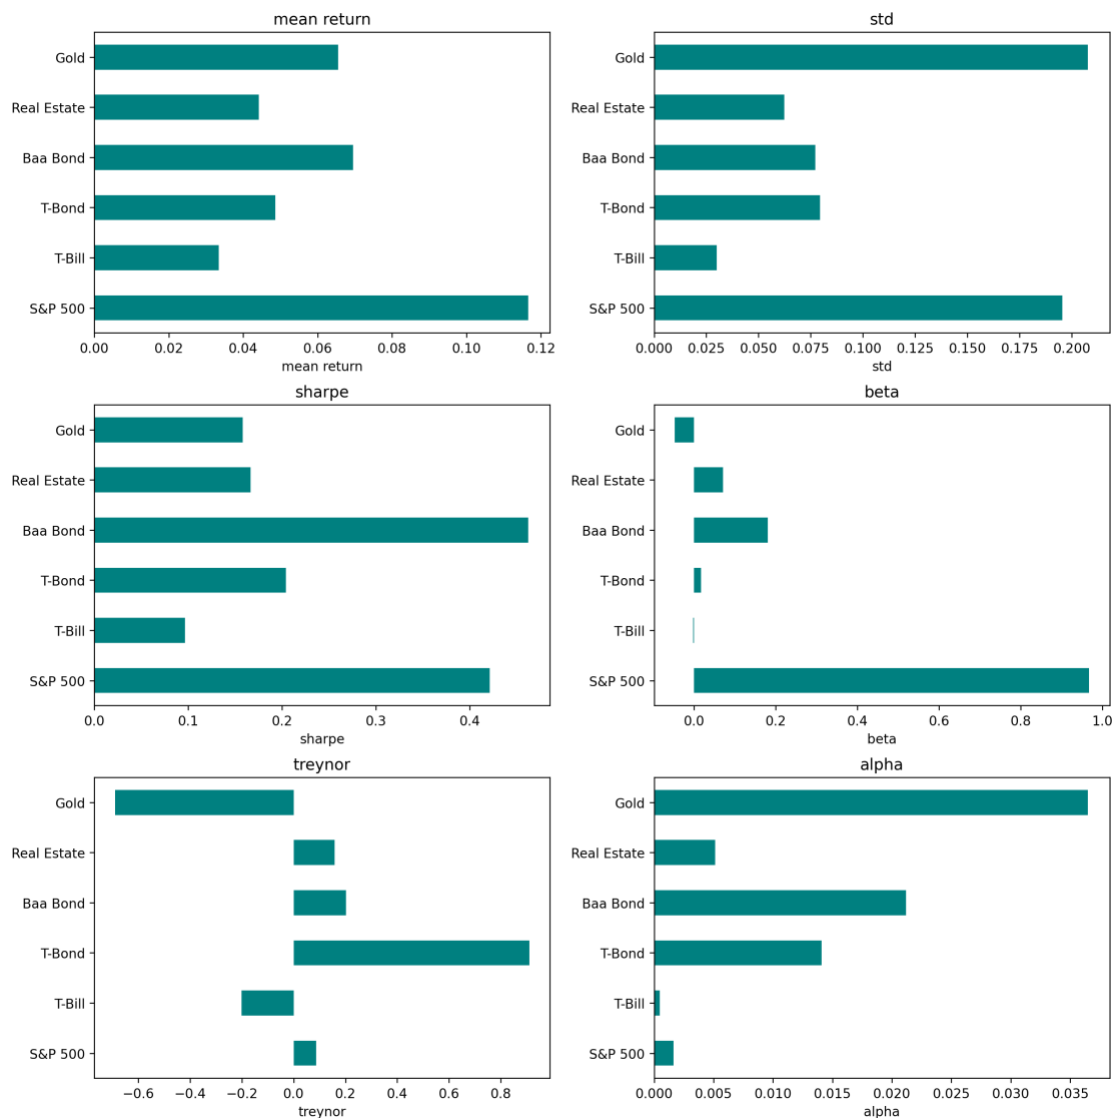 mean return
Gold
Real Estate
Baa Bond
T-Bond
T-Bill
S&P 500
0.00 0.02 0.04 0.06 0.08 0.10 0.12
mean return
std
Gold
Real Estate
Baa Bond
T-Bond
T-Bill
S&P 500
0.000 0.025 0.050 0.075 0.100 0.125 0.150 0.175 0.200
std
sharpe
Gold
Real Estate
Baa Bond
T-Bond
T-Bill
S&P 500
0.0 0.1 0.2 0.3 0.4
sharpe
beta
Gold
Real Estate
Baa Bond
T-Bond
T-Bill
S&P 500
0.0 0.2 0.4 0.6 0.8 1.0
beta
treynor
Gold
Real Estate
Baa Bond
T-Bond
T-Bill
S&P 500
−0.6 −0.4 −0.2 0.0 0.2 0.4 0.6 0.8
treynor
alpha
Gold
Real Estate
Baa Bond
T-Bond
T-Bill
S&P 500
0.000 0.005 0.010 0.015 0.020 0.025 0.030 0.035
alpha